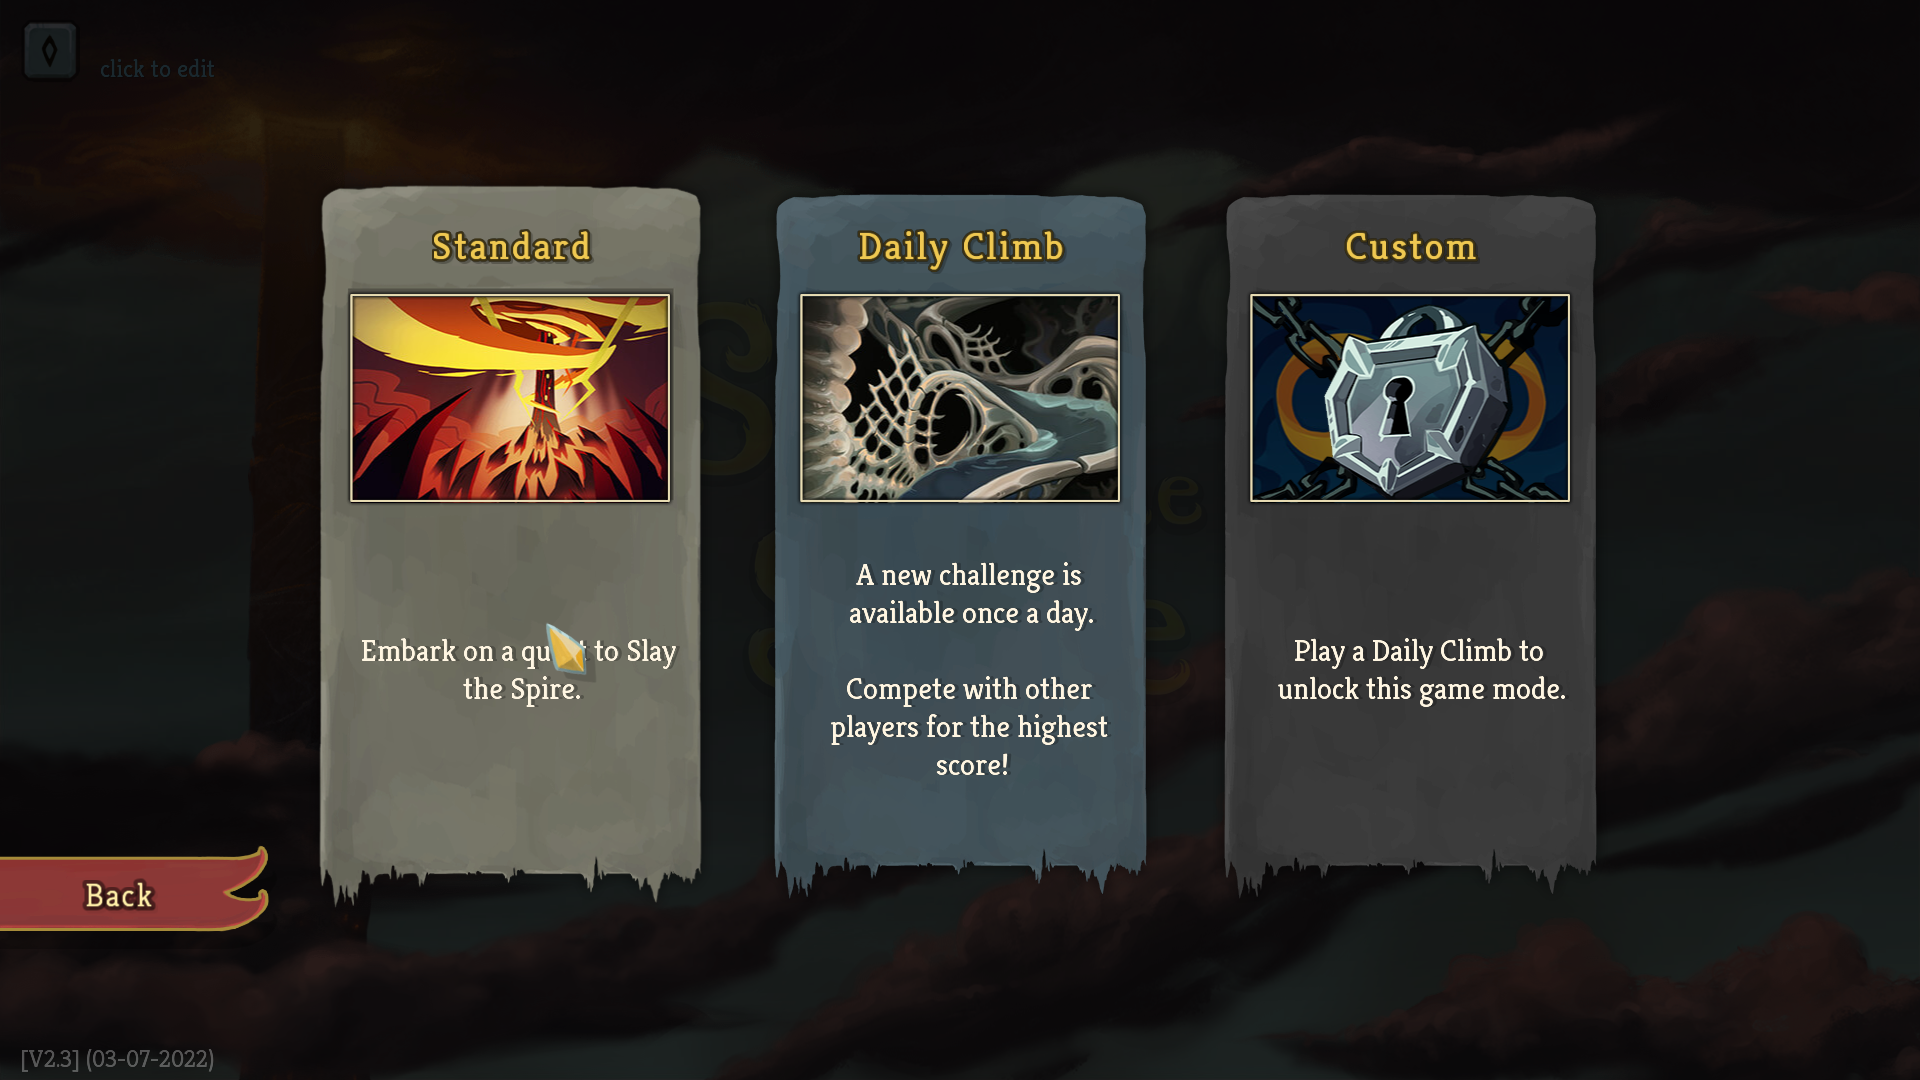 click to edit
Standard
Embark on a to Slay
the Spire.
Daily Climb
A new challenge is
available once a day.
Compete with other
players for the highest
score!
Custom
Play a Daily Climb to
unlock this game mode.
Back
[V2.3] (03-07-2022)